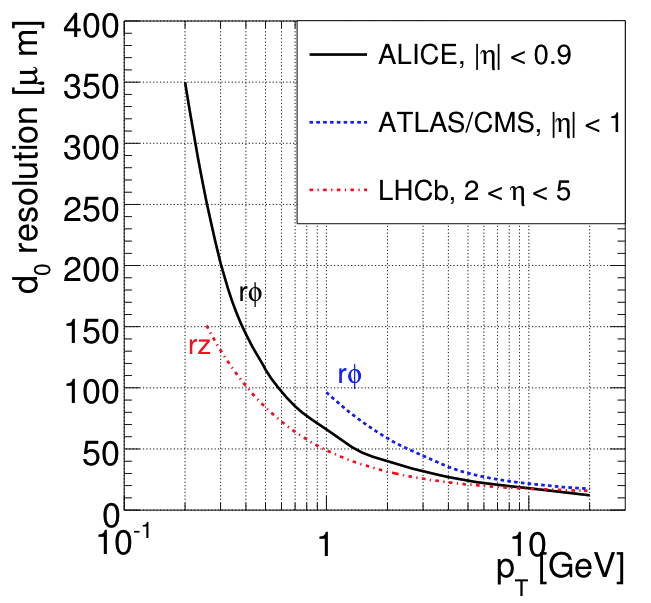 d₀ resolution [μ m]
400
350
300
250
200
150
100
50
0
ALICE, |η| < 0.9
ATLAS/CMS, |η| < 1
LHCb, 2 < η < 5
rϕ
rz
rϕ
10⁻¹
1
10
p_T [GeV]